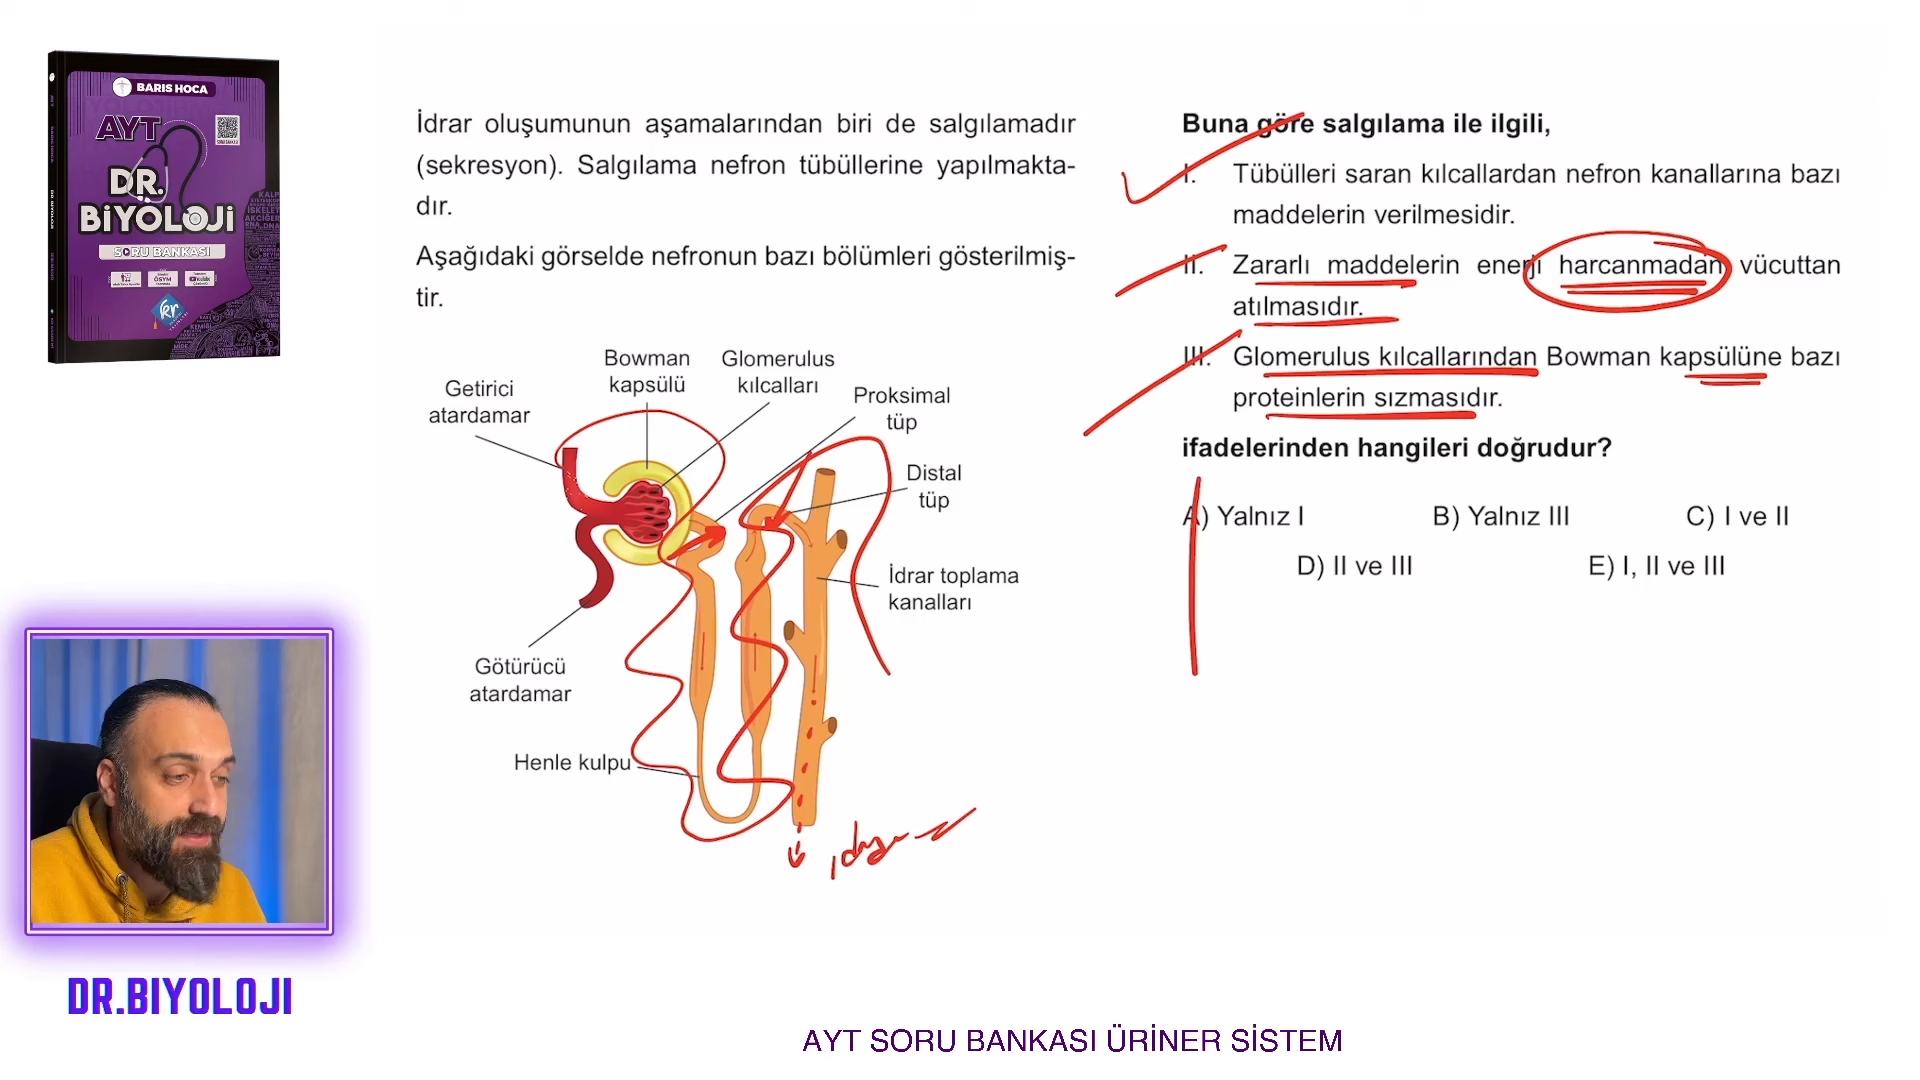 BARIS HOCA
AYT
DR.
BİYOLOJİ
SORU BANKASI
İdrar oluşumunun aşamalarından biri de salgılamadır
(sekresyon). Salgılama nefron tübüllerine yapılmakta-
dır.
Aşağıdaki görselde nefronun bazı bölümleri gösterilmiş-
tir.
Bowman
kapsülü
Glomerulus
kılcalları
Getirici
atardamar
Proksimal
tüp
Distal
tüp
İdrar toplama
kanalları
Götürücü
atardamar
Henle kulpu
Buna göre salgılama ile ilgili,
I. Tübülleri saran kılcallardan nefron kanallarına bazı
maddelerin verilmesidir.
II. Zararlı maddelerin enerji harcanmadan vücuttan
atılmasıdır.
III. Glomerulus kılcallarından Bowman kapsülüne bazı
proteinlerin sızmasıdır.
ifadelerinden hangileri doğrudur?
A) Yalnız I B) Yalnız III C) I ve II
D) II ve III E) I, II ve III
DR.BIYOLOJI
AYT SORU BANKASI ÜRİNER SİSTEM